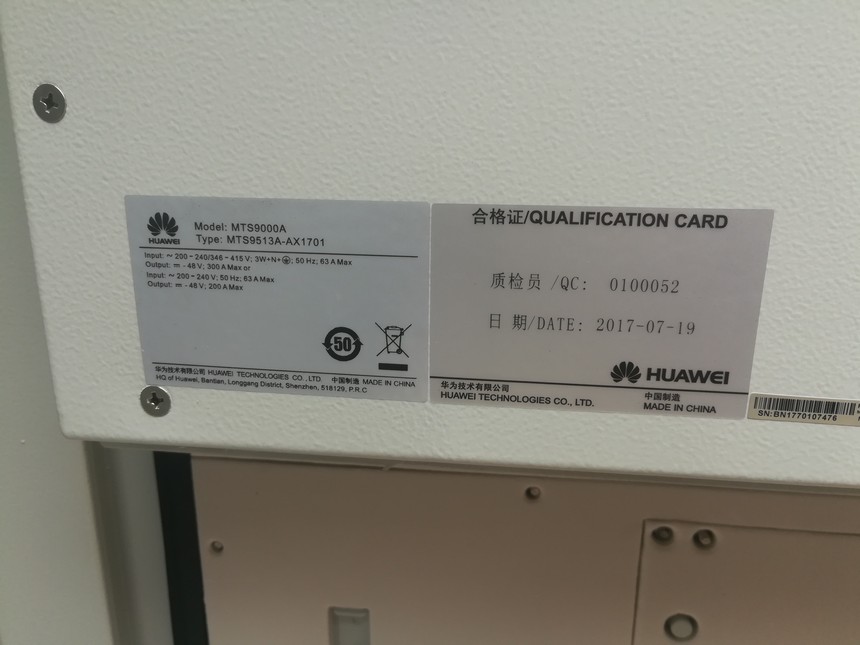 HUAWEI
Model: MTS9000A
Type: MTS9513A-AX1701
Input: ~ 200-240/346-415 V; 3W+N+⏚; 50 Hz; 63 A Max
Output: ⎓ -48 V; 300 A Max or
Input: ~ 200-240 V; 50 Hz; 63 A Max
Output: ⎓ -48 V; 200 A Max
50
华为技术有限公司 HUAWEI TECHNOLOGIES CO., LTD. 中国制造 MADE IN CHINA
HQ of Huawei, Bantian, Longgang District, Shenzhen, 518129, P.R.C
合格证/QUALIFICATION CARD
质检员 /QC: 0100052
日 期/DATE: 2017-07-19
HUAWEI
华为技术有限公司
HUAWEI TECHNOLOGIES CO., LTD.
中国制造
MADE IN CHINA
SN:BN1770107476